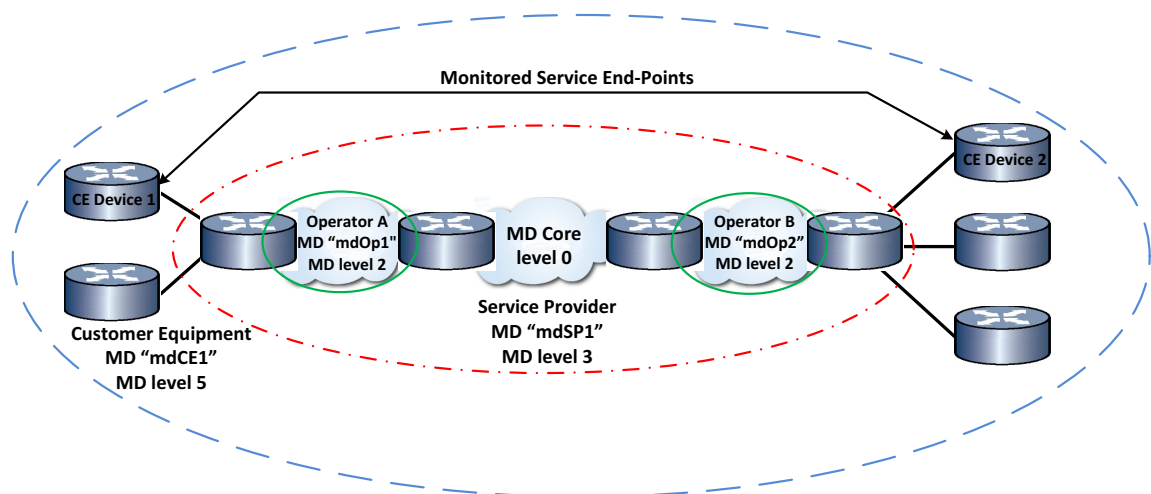 Monitored Service End-Points
CE Device 1
CE Device 2
Operator A
MD “mdOp1"
MD level 2
MD Core
level 0
Operator B
MD “mdOp2”
MD level 2
Service Provider
MD “mdSP1”
MD level 3
Customer Equipment
MD “mdCE1”
MD level 5